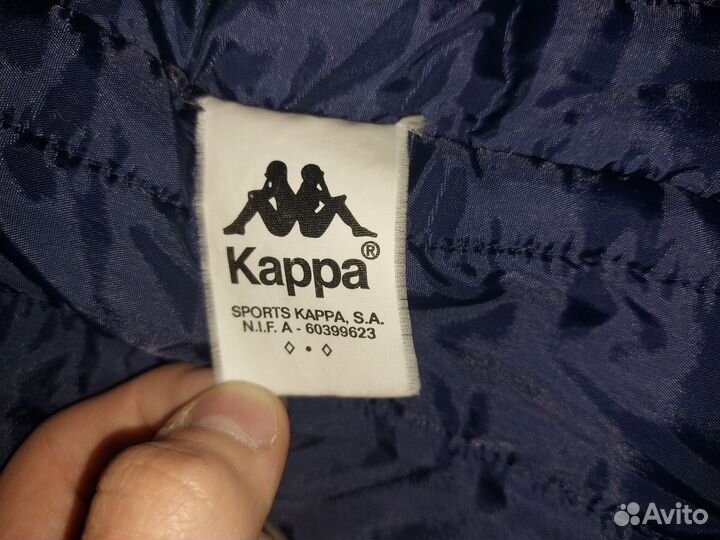 Kappa®
SPORTS KAPPA, S.A.
N.I.F. A - 60399623
Avito